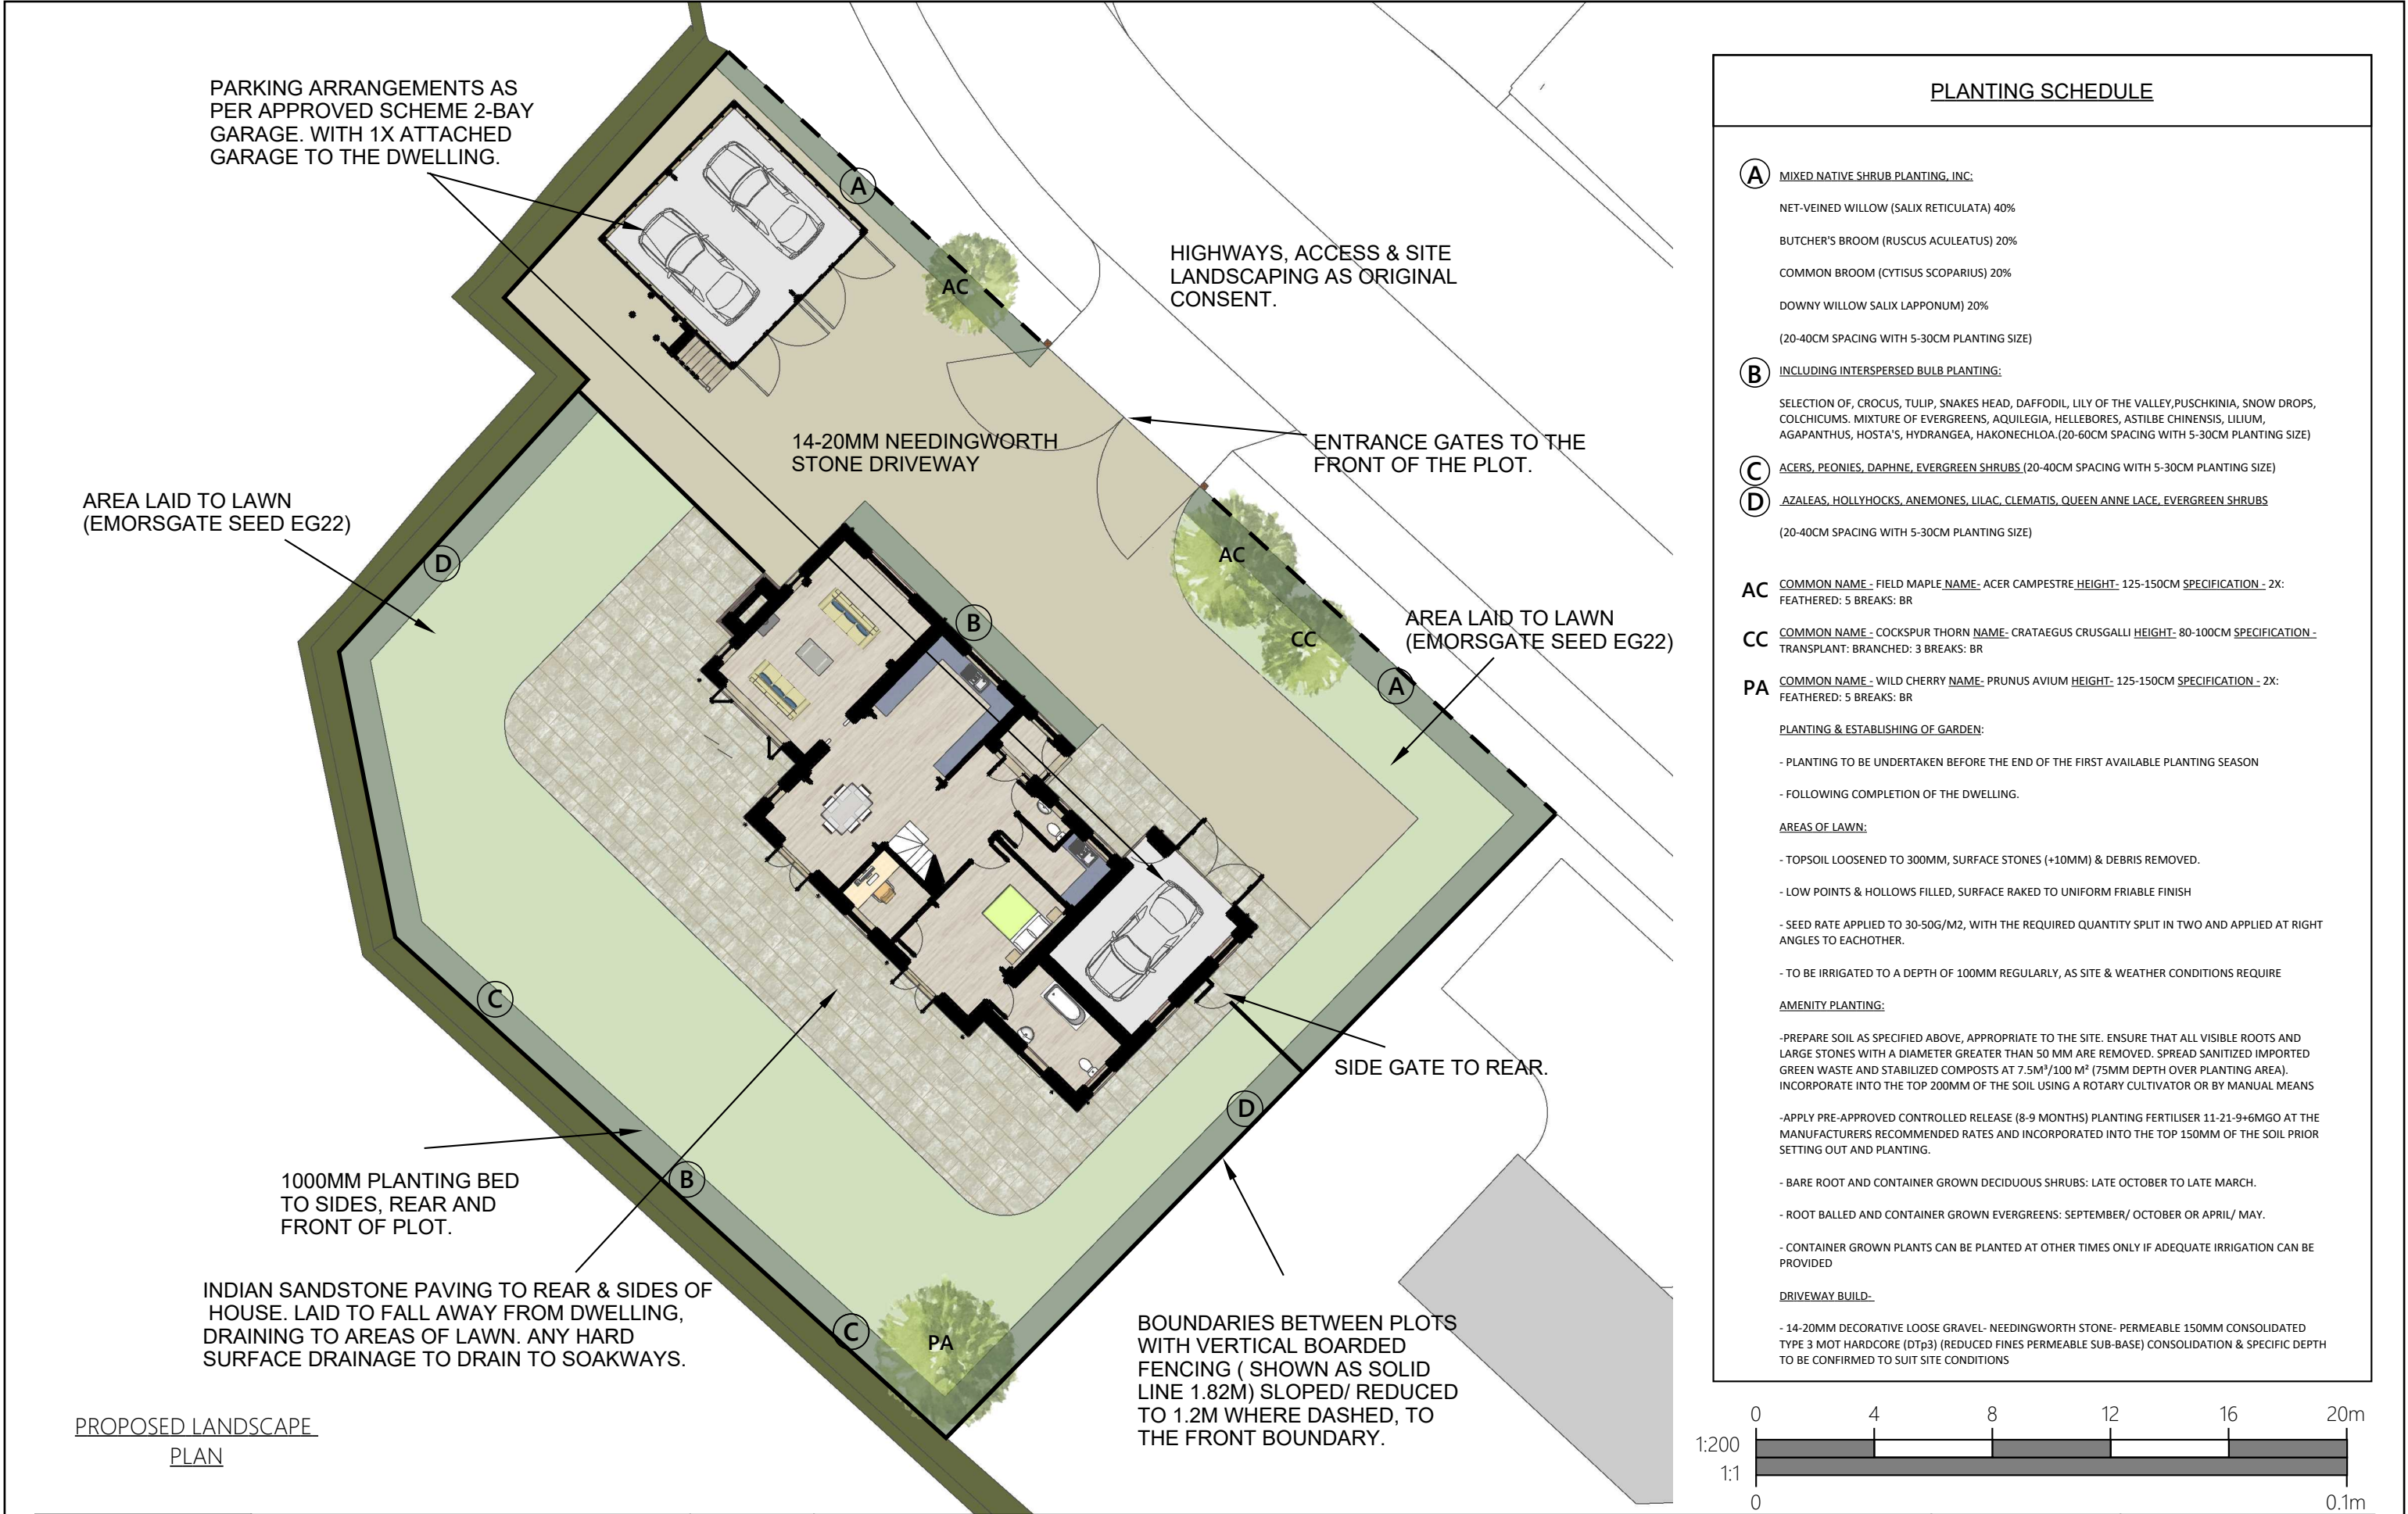 PARKING ARRANGEMENTS AS
PER APPROVED SCHEME 2-BAY
GARAGE. WITH 1X ATTACHED
GARAGE TO THE DWELLING.
A
AC
HIGHWAYS, ACCESS & SITE
LANDSCAPING AS ORIGINAL
CONSENT.
14-20MM NEEDINGWORTH
STONE DRIVEWAY
ENTRANCE GATES TO THE
FRONT OF THE PLOT.
AREA LAID TO LAWN
(EMORSGATE SEED EG22)
D
AC
B
CC
AREA LAID TO LAWN
(EMORSGATE SEED EG22)
A
C
SIDE GATE TO REAR.
D
1000MM PLANTING BED
TO SIDES, REAR AND
FRONT OF PLOT.
B
INDIAN SANDSTONE PAVING TO REAR & SIDES OF
HOUSE. LAID TO FALL AWAY FROM DWELLING,
DRAINING TO AREAS OF LAWN. ANY HARD
SURFACE DRAINAGE TO DRAIN TO SOAKWAYS.
C
PA
BOUNDARIES BETWEEN PLOTS
WITH VERTICAL BOARDED
FENCING ( SHOWN AS SOLID
LINE 1.82M) SLOPED/ REDUCED
TO 1.2M WHERE DASHED, TO
THE FRONT BOUNDARY.
PROPOSED LANDSCAPE
PLAN
PLANTING SCHEDULE
A MIXED NATIVE SHRUB PLANTING, INC:
NET-VEINED WILLOW (SALIX RETICULATA) 40%
BUTCHER'S BROOM (RUSCUS ACULEATUS) 20%
COMMON BROOM (CYTISUS SCOPARIUS) 20%
DOWNY WILLOW SALIX LAPPONUM) 20%
(20-40CM SPACING WITH 5-30CM PLANTING SIZE)
B INCLUDING INTERSPERSED BULB PLANTING:
SELECTION OF, CROCUS, TULIP, SNAKES HEAD, DAFFODIL, LILY OF THE VALLEY,PUSCHKINIA, SNOW DROPS,
COLCHICUMS. MIXTURE OF EVERGREENS, AQUILEGIA, HELLEBORES, ASTILBE CHINENSIS, LILIUM,
AGAPANTHUS, HOSTA'S, HYDRANGEA, HAKONECHLOA.(20-60CM SPACING WITH 5-30CM PLANTING SIZE)
C ACERS, PEONIES, DAPHNE, EVERGREEN SHRUBS (20-40CM SPACING WITH 5-30CM PLANTING SIZE)
D AZALEAS, HOLLYHOCKS, ANEMONES, LILAC, CLEMATIS, QUEEN ANNE LACE, EVERGREEN SHRUBS
(20-40CM SPACING WITH 5-30CM PLANTING SIZE)
AC COMMON NAME - FIELD MAPLE NAME- ACER CAMPESTRE HEIGHT- 125-150CM SPECIFICATION - 2X:
FEATHERED: 5 BREAKS: BR
CC COMMON NAME - COCKSPUR THORN NAME- CRATAEGUS CRUSGALLI HEIGHT- 80-100CM SPECIFICATION -
TRANSPLANT: BRANCHED: 3 BREAKS: BR
PA COMMON NAME - WILD CHERRY NAME- PRUNUS AVIUM HEIGHT- 125-150CM SPECIFICATION - 2X:
FEATHERED: 5 BREAKS: BR
PLANTING & ESTABLISHING OF GARDEN:
- PLANTING TO BE UNDERTAKEN BEFORE THE END OF THE FIRST AVAILABLE PLANTING SEASON
- FOLLOWING COMPLETION OF THE DWELLING.
AREAS OF LAWN:
- TOPSOIL LOOSENED TO 300MM, SURFACE STONES (+10MM) & DEBRIS REMOVED.
- LOW POINTS & HOLLOWS FILLED, SURFACE RAKED TO UNIFORM FRIABLE FINISH
- SEED RATE APPLIED TO 30-50G/M2, WITH THE REQUIRED QUANTITY SPLIT IN TWO AND APPLIED AT RIGHT
ANGLES TO EACHOTHER.
- TO BE IRRIGATED TO A DEPTH OF 100MM REGULARLY, AS SITE & WEATHER CONDITIONS REQUIRE
AMENITY PLANTING:
-PREPARE SOIL AS SPECIFIED ABOVE, APPROPRIATE TO THE SITE. ENSURE THAT ALL VISIBLE ROOTS AND
LARGE STONES WITH A DIAMETER GREATER THAN 50 MM ARE REMOVED. SPREAD SANITIZED IMPORTED
GREEN WASTE AND STABILIZED COMPOSTS AT 7.5M³/100 M² (75MM DEPTH OVER PLANTING AREA).
INCORPORATE INTO THE TOP 200MM OF THE SOIL USING A ROTARY CULTIVATOR OR BY MANUAL MEANS
-APPLY PRE-APPROVED CONTROLLED RELEASE (8-9 MONTHS) PLANTING FERTILISER 11-21-9+6MGO AT THE
MANUFACTURERS RECOMMENDED RATES AND INCORPORATED INTO THE TOP 150MM OF THE SOIL PRIOR
SETTING OUT AND PLANTING.
- BARE ROOT AND CONTAINER GROWN DECIDUOUS SHRUBS: LATE OCTOBER TO LATE MARCH.
- ROOT BALLED AND CONTAINER GROWN EVERGREENS: SEPTEMBER/ OCTOBER OR APRIL/ MAY.
- CONTAINER GROWN PLANTS CAN BE PLANTED AT OTHER TIMES ONLY IF ADEQUATE IRRIGATION CAN BE
PROVIDED
DRIVEWAY BUILD-
- 14-20MM DECORATIVE LOOSE GRAVEL- NEEDINGWORTH STONE- PERMEABLE 150MM CONSOLIDATED
TYPE 3 MOT HARDCORE (DTp3) (REDUCED FINES PERMEABLE SUB-BASE) CONSOLIDATION & SPECIFIC DEPTH
TO BE CONFIRMED TO SUIT SITE CONDITIONS
0 4 8 12 16 20m
1:200
1:1
0 0.1m